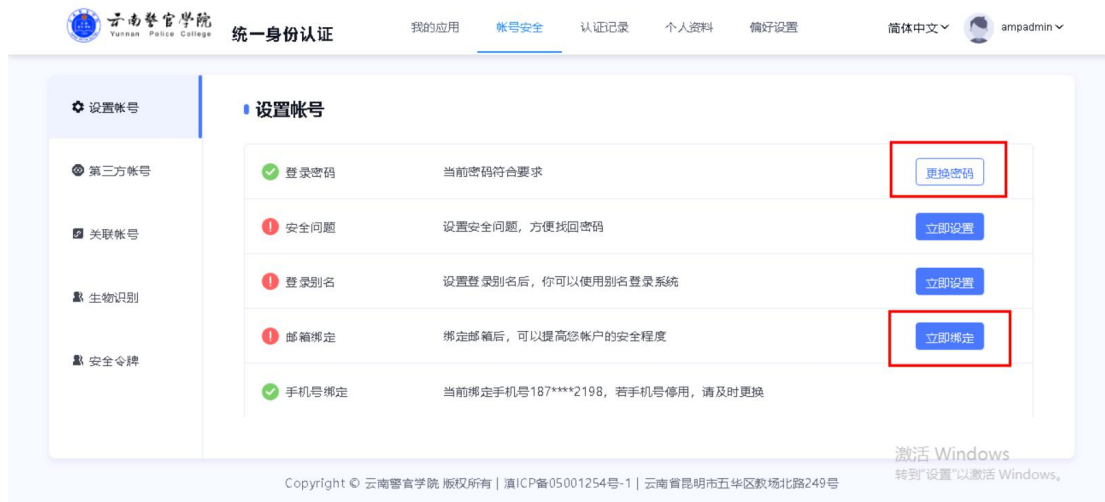 云南警官学院
Yunnan Police College
统一身份认证
我的应用 帐号安全 认证记录 个人资料 偏好设置
简体中文 ampadmin
设置帐号
第三方帐号
关联帐号
生物识别
安全令牌
设置帐号
登录密码 当前密码符合要求 更换密码
安全问题 设置安全问题，方便找回密码 立即设置
登录别名 设置登录别名后，你可以使用别名登录系统 立即设置
邮箱绑定 绑定邮箱后，可以提高您帐户的安全程度 立即绑定
手机号绑定 当前绑定手机号187****2198，若手机号停用，请及时更换
激活 Windows
转到"设置"以激活 Windows。
Copyright © 云南警官学院 版权所有 | 滇ICP备05001254号-1 | 云南省昆明市五华区教场北路249号